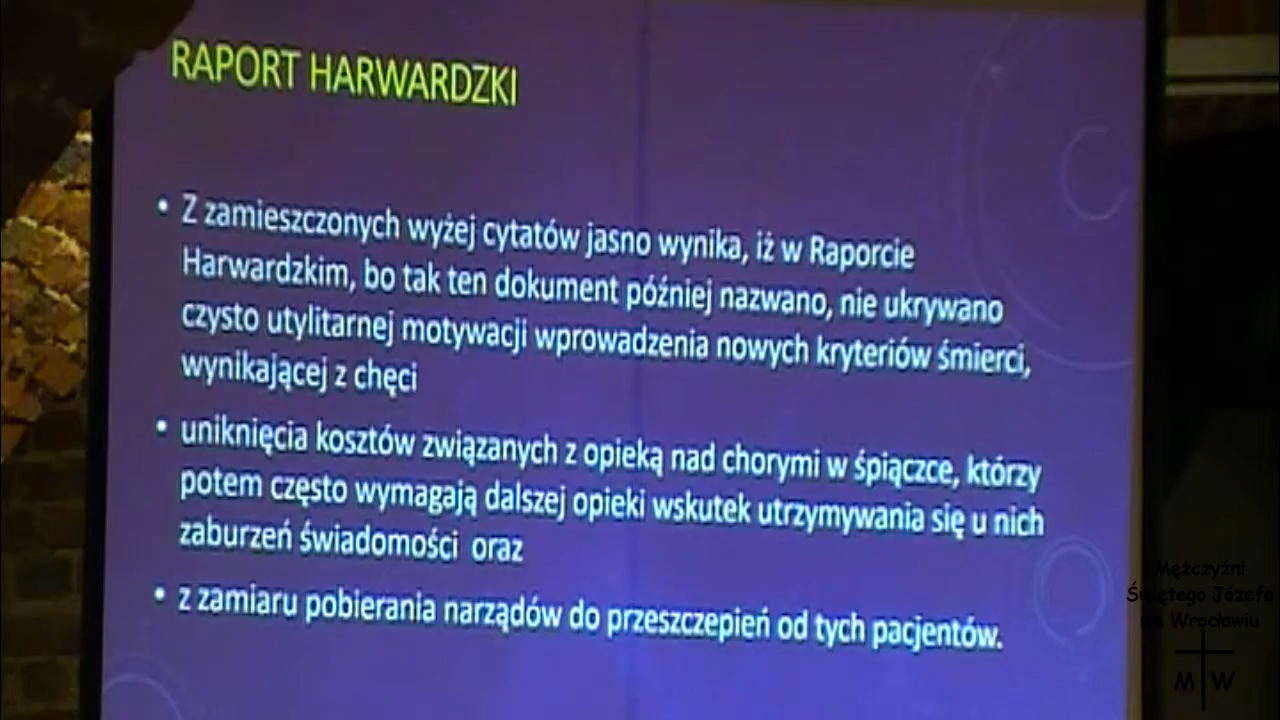 RAPORT HARWARDZKI
• Z zamieszczonych wyżej cytatów jasno wynika, iż w Raporcie
Harwardzkim, bo tak ten dokument później nazwano, nie ukrywano
czysto utylitarnej motywacji wprowadzenia nowych kryteriów śmierci,
wynikającej z chęci
• uniknięcia kosztów związanych z opieką nad chorymi w śpiączce, którzy
potem często wymagają dalszej opieki wskutek utrzymywania się u nich
zaburzeń świadomości oraz
• z zamiaru pobierania narządów do przeszczepień od tych pacjentów.
Mężczyźni
Świętego Józefa
we Wrocławiu
M W